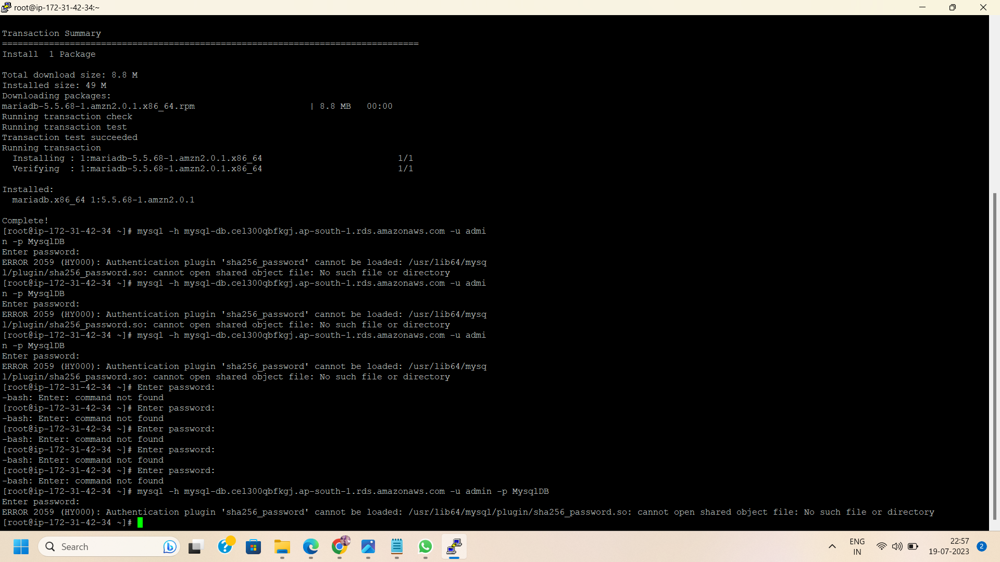 root@ip-172-31-42-34:~
Transaction Summary
================================================================================
Install  1 Package
Total download size: 8.8 M
Installed size: 49 M
Downloading packages:
mariadb-5.5.68-1.amzn2.0.1.x86_64.rpm                      | 8.8 MB   00:00
Running transaction check
Running transaction test
Transaction test succeeded
Running transaction
  Installing : 1:mariadb-5.5.68-1.amzn2.0.1.x86_64                          1/1
  Verifying  : 1:mariadb-5.5.68-1.amzn2.0.1.x86_64                          1/1
Installed:
  mariadb.x86_64 1:5.5.68-1.amzn2.0.1
Complete!
[root@ip-172-31-42-34 ~]# mysql -h mysql-db.cel300qbfkgj.ap-south-1.rds.amazonaws.com -u admi
n -p MysqlDB
Enter password:
ERROR 2059 (HY000): Authentication plugin 'sha256_password' cannot be loaded: /usr/lib64/mysq
l/plugin/sha256_password.so: cannot open shared object file: No such file or directory
[root@ip-172-31-42-34 ~]# mysql -h mysql-db.cel300qbfkgj.ap-south-1.rds.amazonaws.com -u admi
n -p MysqlDB
Enter password:
ERROR 2059 (HY000): Authentication plugin 'sha256_password' cannot be loaded: /usr/lib64/mysq
l/plugin/sha256_password.so: cannot open shared object file: No such file or directory
[root@ip-172-31-42-34 ~]# mysql -h mysql-db.cel300qbfkgj.ap-south-1.rds.amazonaws.com -u admi
n -p MysqlDB
Enter password:
ERROR 2059 (HY000): Authentication plugin 'sha256_password' cannot be loaded: /usr/lib64/mysq
l/plugin/sha256_password.so: cannot open shared object file: No such file or directory
[root@ip-172-31-42-34 ~]# Enter password:
-bash: Enter: command not found
[root@ip-172-31-42-34 ~]# Enter password:
-bash: Enter: command not found
[root@ip-172-31-42-34 ~]# Enter password:
-bash: Enter: command not found
[root@ip-172-31-42-34 ~]# Enter password:
-bash: Enter: command not found
[root@ip-172-31-42-34 ~]# Enter password:
-bash: Enter: command not found
[root@ip-172-31-42-34 ~]# mysql -h mysql-db.cel300qbfkgj.ap-south-1.rds.amazonaws.com -u admin -p MysqlDB
Enter password:
ERROR 2059 (HY000): Authentication plugin 'sha256_password' cannot be loaded: /usr/lib64/mysql/plugin/sha256_password.so: cannot open shared object file: No such file or directory
[root@ip-172-31-42-34 ~]#
Search
ENG
IN
22:57
19-07-2023
2